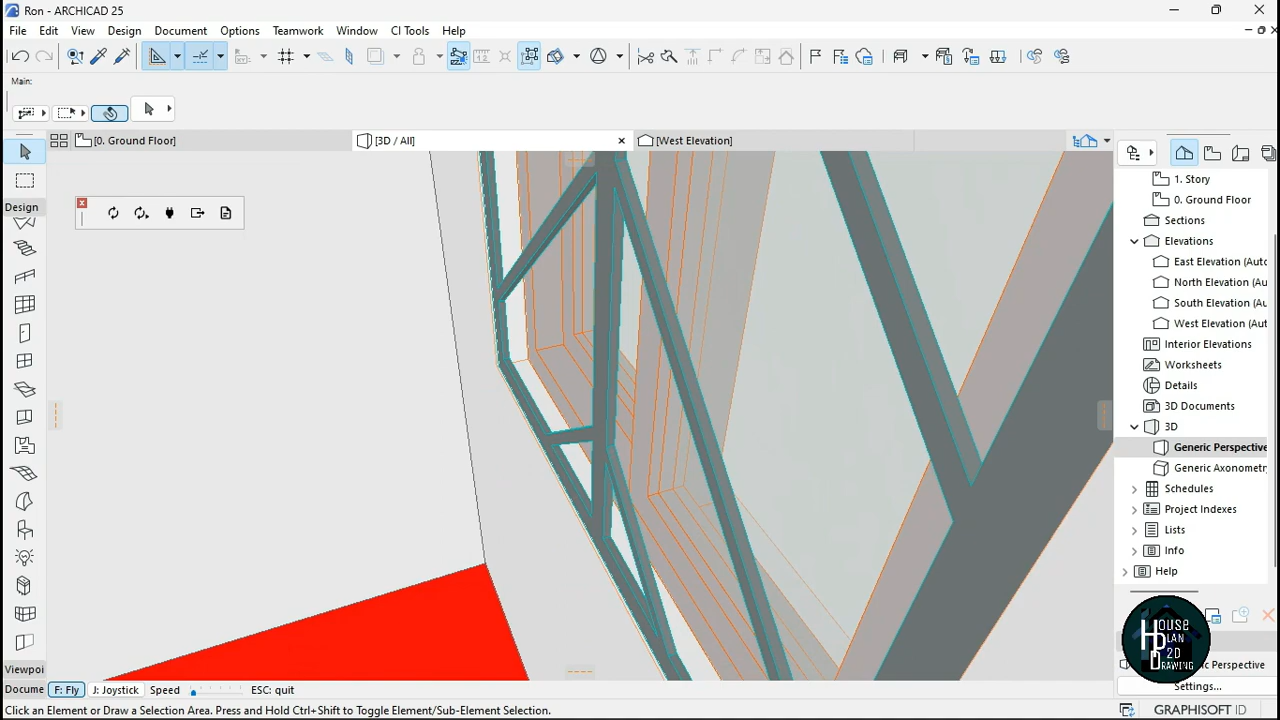 Ron - ARCHICAD 25
File Edit View Design Document Options Teamwork Window CI Tools Help
Main:
[0. Ground Floor]
[3D / All]
[West Elevation]
1. Story
0. Ground Floor
Sections
Elevations
East Elevation (Auto
North Elevation (Au
South Elevation (Au
West Elevation (Auto
Interior Elevations
Worksheets
Details
3D Documents
3D
Generic Perspective
Generic Axonometr
Schedules
Project Indexes
Lists
Info
Help
Design
Viewpoi
Docume
HOUSE
PLAN
2D
DRAWING
ic Perspective
Settings...
F: Fly J: Joystick Speed ESC: quit
Click an Element or Draw a Selection Area. Press and Hold Ctrl+Shift to Toggle Element/Sub-Element Selection.
GRAPHISOFT ID